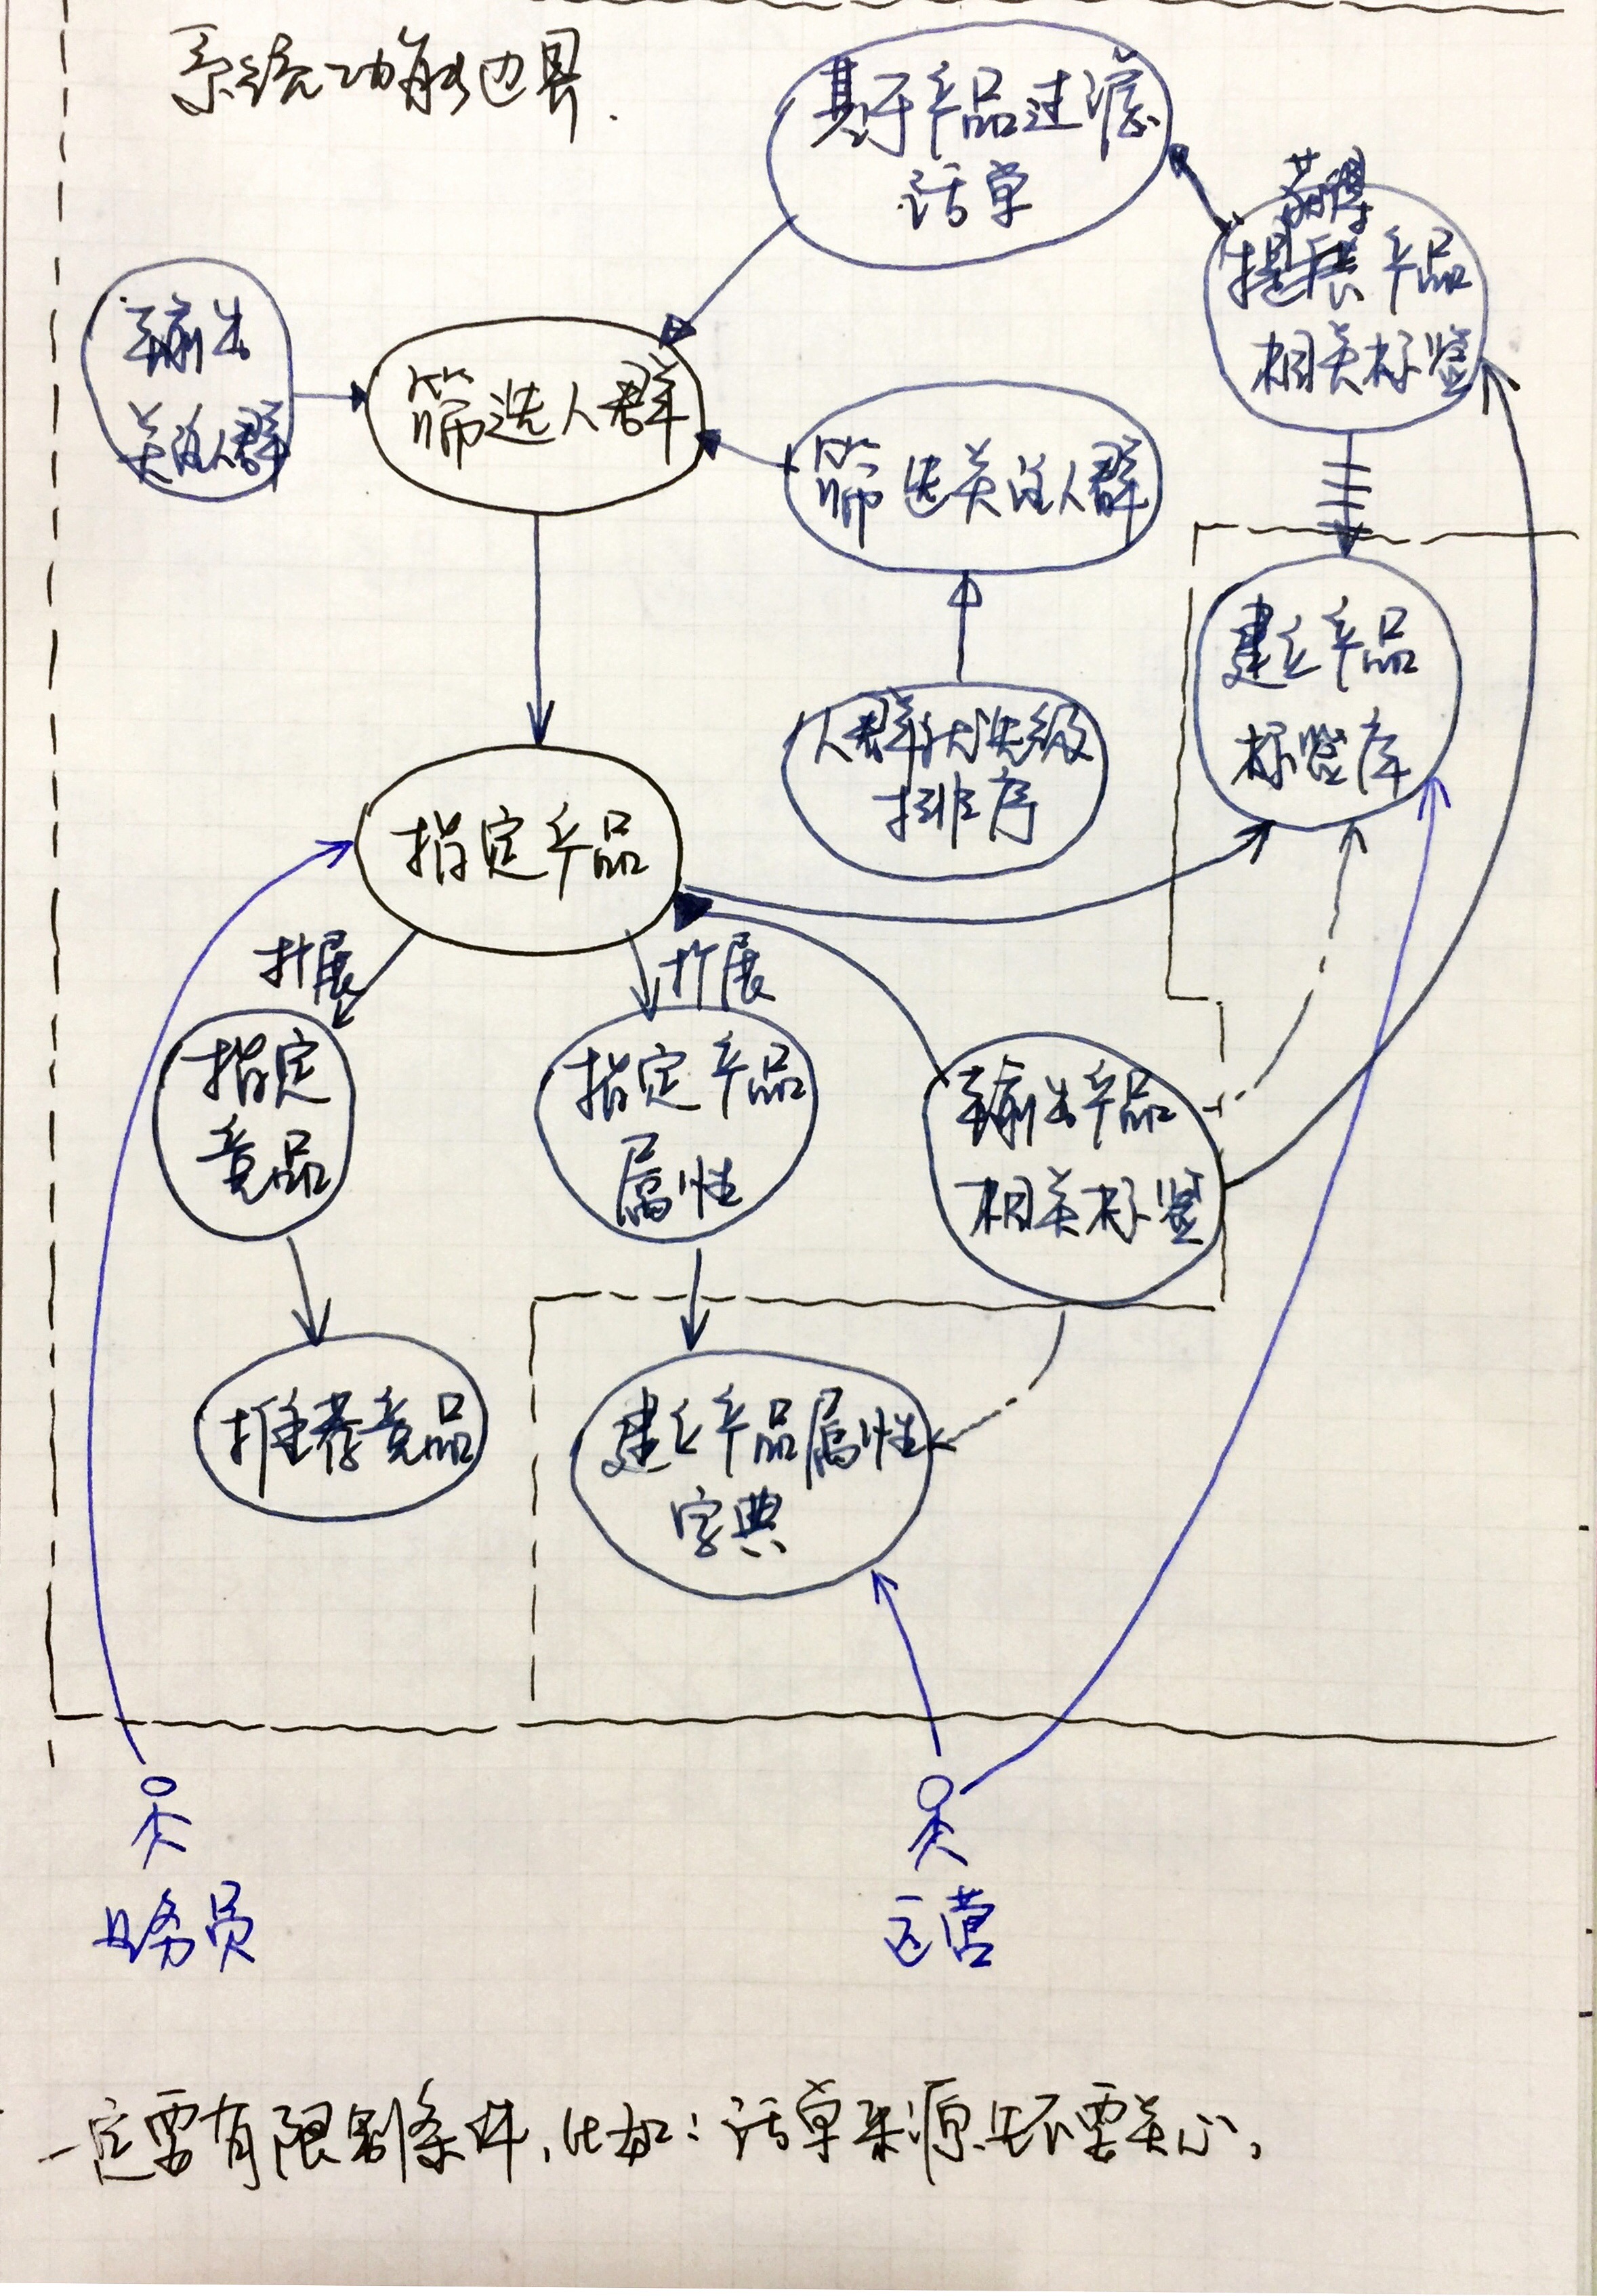 系统功能边界.
基于产品过滤
话单
获得
提取产品
相关标签
输出
关注人群
筛选人群
筛选关注人群
建立产品
标签库
人群优先级
排序
指定产品
扩展
扩展
指定
竞品
指定产品
属性
输出产品
相关标签
推荐竞品
建立产品属性
字典
业务员
运营
一定要有限制条件,比如:话单来源先不要关心,